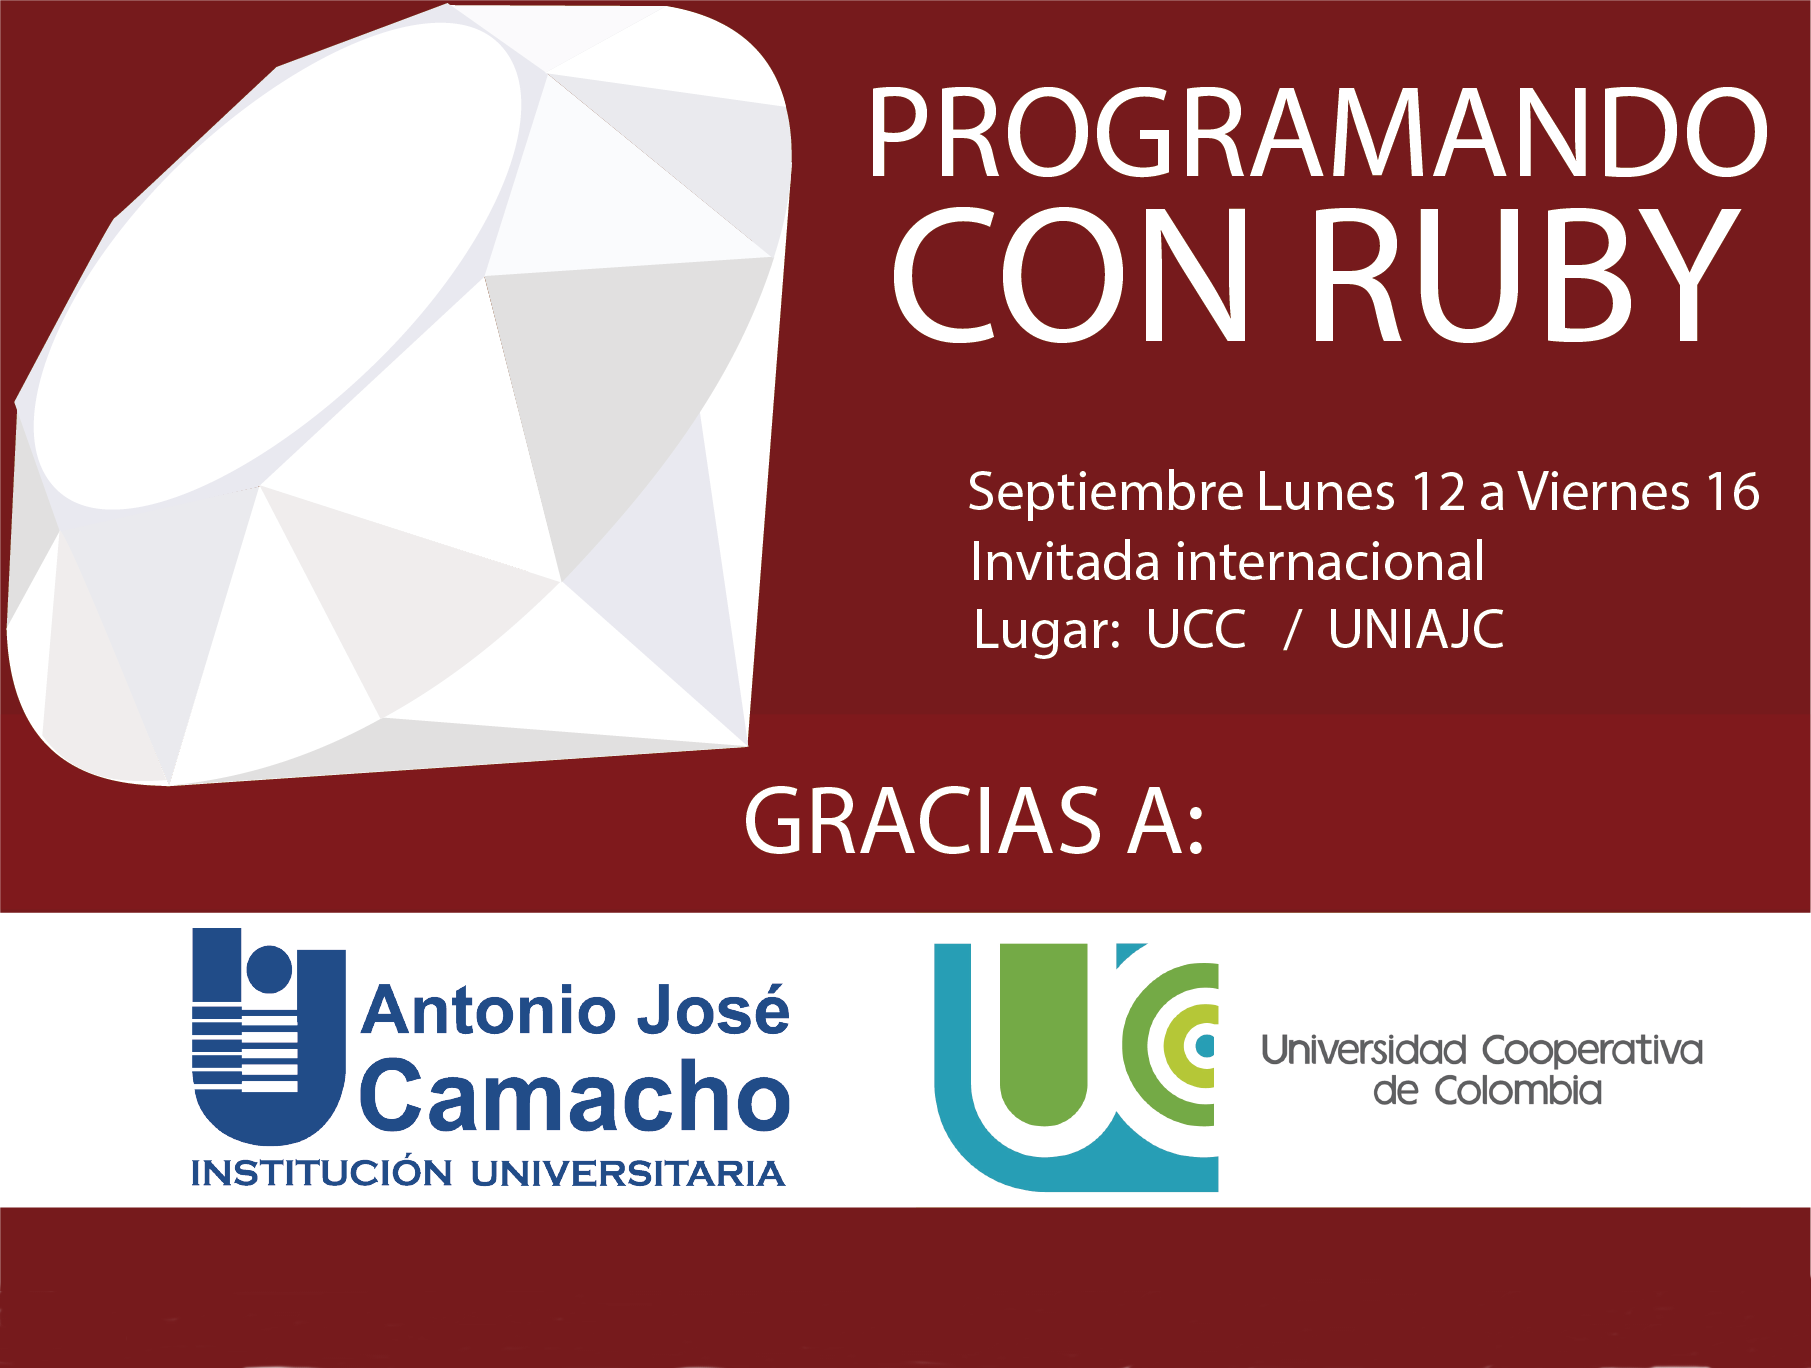 PROGRAMANDO
CON RUBY
Septiembre Lunes 12 a Viernes 16
Invitada internacional
Lugar: UCC / UNIAJC
GRACIAS A:
Antonio José
Camacho
INSTITUCIÓN UNIVERSITARIA
UC
Universidad Cooperativa
de Colombia